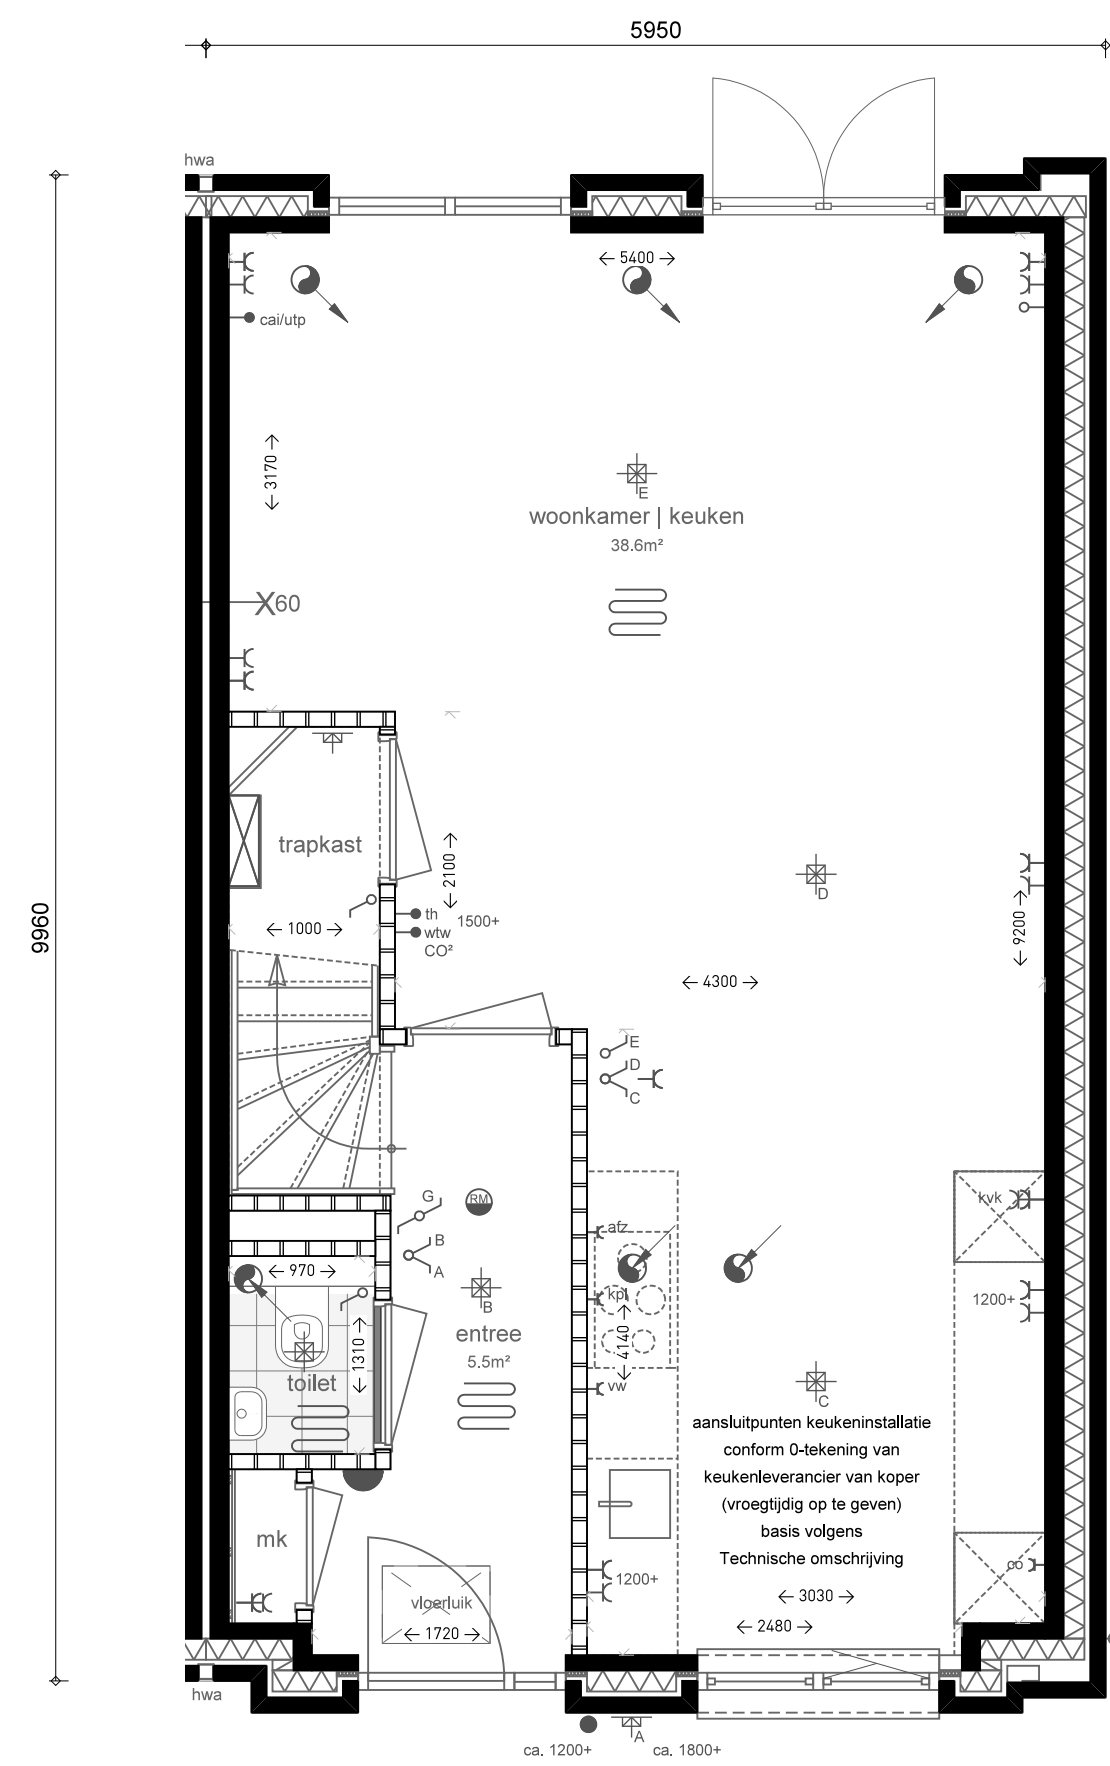 5950
hwa
← 5400 →
cai/utp
← 3170 →
E
woonkamer | keuken
38.6m²
X60
trapkast
← 2100 →
D
th
1500+
wtw
CO²
← 1000 →
← 9200 →
9960
← 4300 →
E
D
C
G
RM
kvk
afz
B
A
← 970 →
B
kpl
1200+
entree
5.5m²
← 1310 →
← 4140 →
toilet
vw
C
aansluitpunten keukeninstallatie
conform 0-tekening van
keukenleverancier van koper
(vroegtijdig op te geven)
basis volgens
Technische omschrijving
mk
co
1200+
vloerluik
← 3030 →
← 1720 →
← 2480 →
hwa
A
ca. 1200+
ca. 1800+